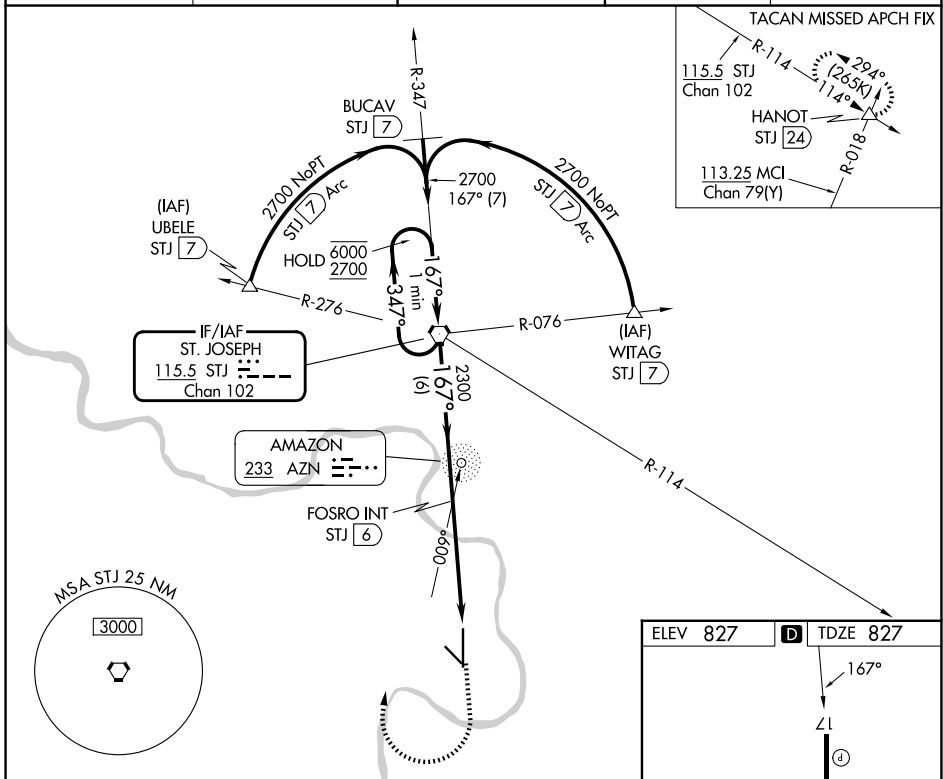 TACAN MISSED APCH FIX
R-114
115.5 STJ
Chan 102
114°
294°
(265K)
HANOT
STJ 24
R-018
113.25 MCI
Chan 79(Y)
R-347
BUCAV
STJ 7
2700 NoPT
STJ 7 Arc
2700
167° (7)
2700 NoPT
STJ 7 Arc
(IAF)
UBELE
STJ 7
HOLD 6000
2700
347°
1 min
167°
R-276
R-076
(IAF)
WITAG
STJ 7
IF/IAF
ST. JOSEPH
115.5 STJ
Chan 102
2300
167°
(6)
AMAZON
233 AZN
R-114
FOSRO INT
STJ 6
009°
MSA STJ 25 NM
3000
ELEV 827
D
TDZE 827
167°
17
P